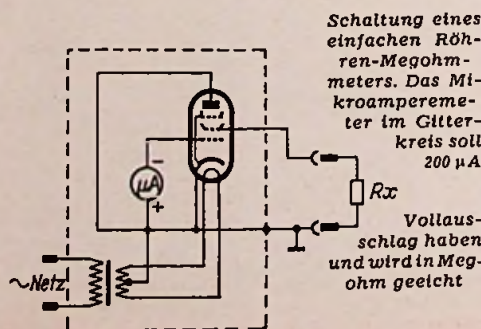 Schaltung eines
einfachen Röh-
ren-Megohm-
meters. Das Mi-
kroampereme-
ter im Gitter-
kreis soll
200 µA
Vollaus-
schlag haben
und wird in Meg-
ohm geeicht
−
µA
+
Rx
~Netz